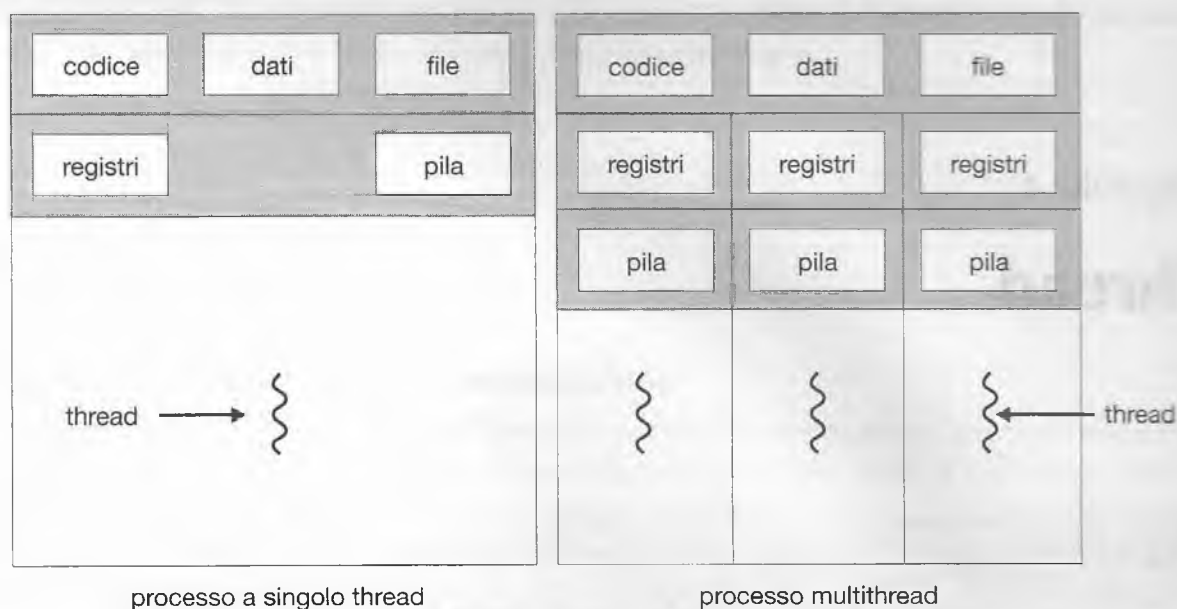 codice dati file
registri pila
thread
processo a singolo thread
codice dati file
registri registri registri
pila pila pila
thread
processo multithread